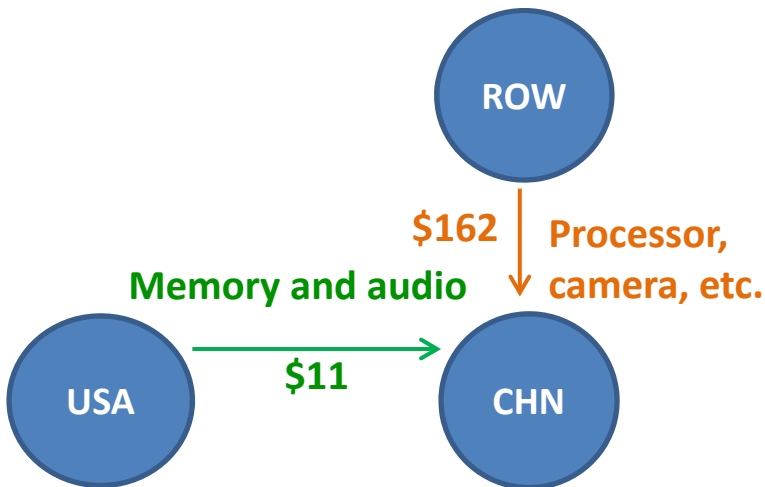 ROW
$162
Processor,
camera, etc.
Memory and audio
$11
USA
CHN